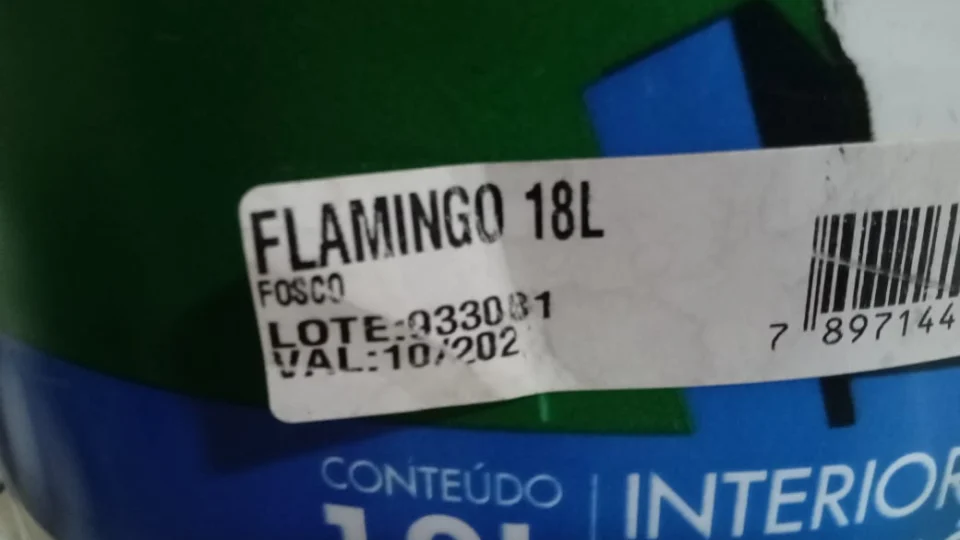 FLAMINGO 18L
FOSCO
LOTE:
VAL:10/202
7 897144
CONTEÚDO
INTERIOR